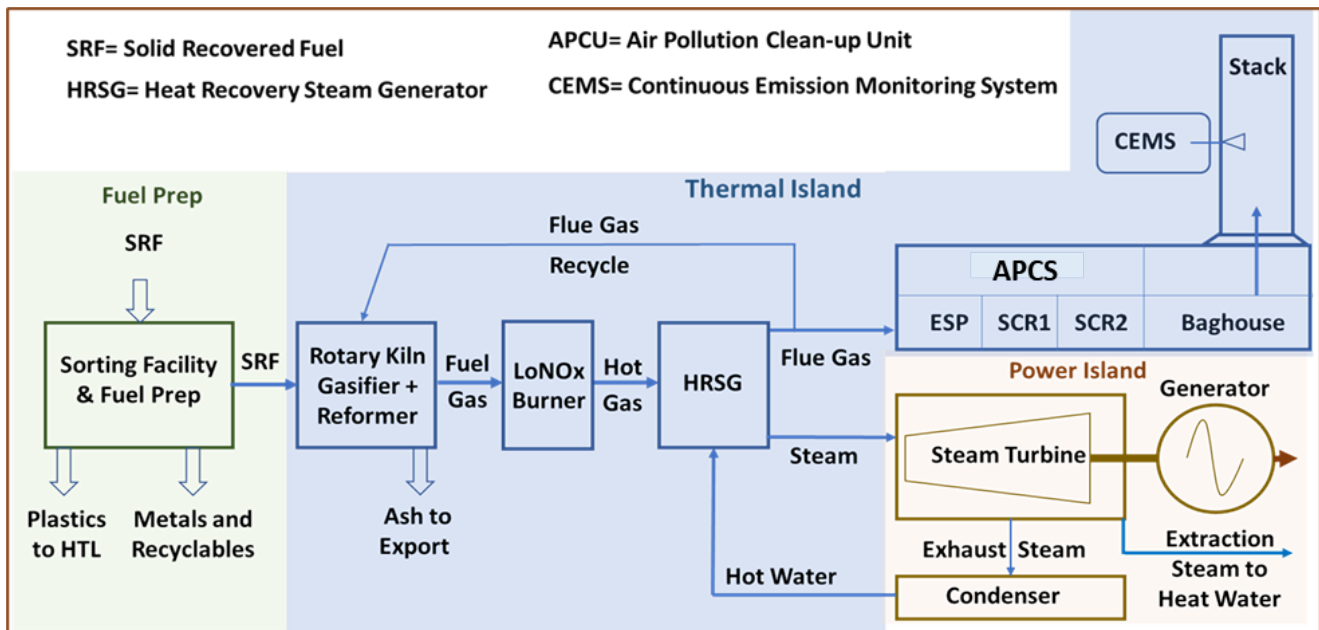 SRF= Solid Recovered Fuel
HRSG= Heat Recovery Steam Generator
APCU= Air Pollution Clean-up Unit
CEMS= Continuous Emission Monitoring System
Stack
CEMS
Fuel Prep
Thermal Island
SRF
Flue Gas
Recycle
APCS
ESP
SCR1
SCR2
Baghouse
Sorting Facility
& Fuel Prep
SRF
Rotary Kiln
Gasifier +
Reformer
Fuel
Gas
LoNOx
Burner
Hot
Gas
HRSG
Flue Gas
Steam
Power Island
Generator
Steam Turbine
Plastics
to HTL
Metals and
Recyclables
Ash to
Export
Exhaust Steam
Extraction
Steam to
Heat Water
Hot Water
Condenser